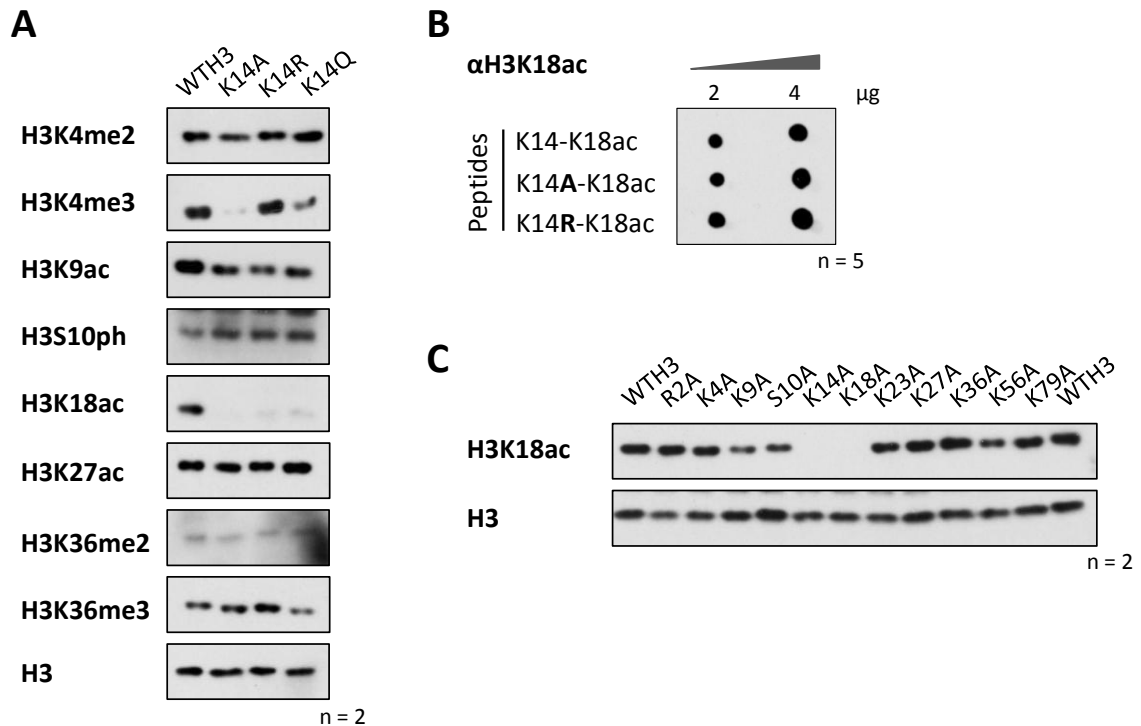 A
WTH3 K14A K14R K14Q
H3K4me2
H3K4me3
H3K9ac
H3S10ph
H3K18ac
H3K27ac
H3K36me2
H3K36me3
H3
n = 2
B
αH3K18ac
2 4 µg
Peptides
K14-K18ac
K14A-K18ac
K14R-K18ac
n = 5
C
WTH3 R2A K4A K9A S10A K14A K18A K23A K27A K36A K56A K79A WTH3
H3K18ac
H3
n = 2